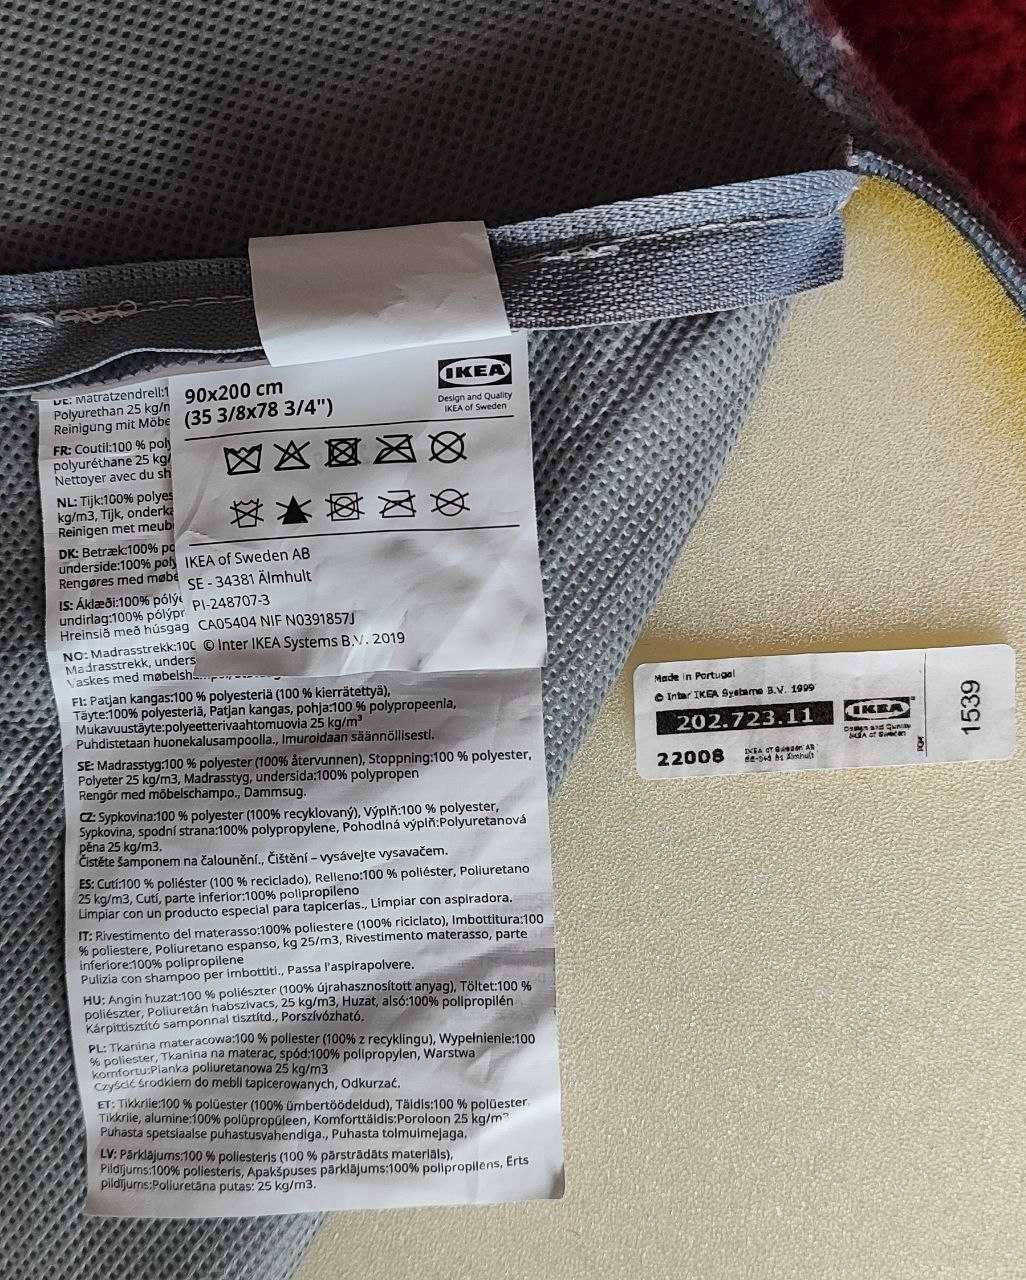 DE: Matratzendrell:1
Polyurethan 25 kg/m
Reinigung mit Möbe
FR: Coutil:100 % poly
polyuréthane 25 kg
Nettoyer avec du sh
NL: Tijk:100% polyes
kg/m3, Tijk, onderka
Reinigen met meub
DK: Betræk:100% po
underside:100% poly
Rengøres med møbe
IS: Áklæði:100% pólýe
undirlag:100% pólýpr
Hreinsið með húsgag
NO: Madrasstrekk:100
Madrasstrekk, unders
Vaskes med møbelsh
90x200 cm
(35 3/8x78 3/4")
IKEA
Design and Quality
IKEA of Sweden
IKEA of Sweden AB
SE - 34381 Älmhult
PI-248707-3
CA05404 NIF N0391857J
© Inter IKEA Systems B.V. 2019
FI: Patjan kangas:100 % polyesteriä (100 % kierrätettyä),
Täyte:100% polyesteriä, Patjan kangas, pohja:100 % polypropeenia,
Mukavuustäyte:polyeetterivaahtomuovia 25 kg/m³
Puhdistetaan huonekalusampoolla., Imuroidaan säännöllisesti.
SE: Madrasstyg:100 % polyester (100% återvunnen), Stoppning:100% polyester,
Polyeter 25 kg/m3, Madrasstyg, undersida:100% polypropen
Rengör med möbelschampo., Dammsug.
CZ: Sypkovina:100 % polyester (100% recyklovaný), Výplň:100 % polyester,
Sypkovina, spodní strana:100% polypropylene, Pohodlná výplň:Polyuretanová
pěna 25 kg/m3.
Čistěte šamponem na čalounění., Čištění – vysávejte vysavačem.
ES: Cutí:100 % poliéster (100 % reciclado), Relleno:100 % poliéster, Poliuretano
25 kg/m3, Cutí, parte inferior:100% polipropileno
Limpiar con un producto especial para tapicerías., Limpiar con aspiradora.
IT: Rivestimento del materasso:100% poliestere (100% riciclato), Imbottitura:100
% poliestere, Poliuretano espanso, kg 25/m3, Rivestimento materasso, parte
inferiore:100% polipropilene
Pulizia con shampoo per imbottiti., Passa l'aspirapolvere.
HU: Angin huzat:100 % poliészter (100 % újrahasznosított anyag), Töltet:100 %
poliészter, Poliuretán habszivacs, 25 kg/m3, Huzat, alsó:100% polipropilén
Kárpittisztító samponnal tisztítd., Porszívózható.
PL: Tkanina materacowa:100 % poliester (100% z recyklingu), Wypełnienie:100
% poliester, Tkanina na materac, spód:100% polipropylen, Warstwa
komfortu:Pianka poliuretanowa 25 kg/m3
Czyścić środkiem do mebli tapicerowanych, Odkurzać.
ET: Tikkriie:100 % polüester (100% ümbertöödeldud), Täidis:100 % polüester,
Tikkriie, alumine:100% polüpropüleen, Komforttäidis:Poroloon 25 kg/m³
Puhasta spetsiaalse puhastusvahendiga., Puhasta tolmuimejaga,
LV: Pārklājums:100% poliesteris (100 % pārstrādāts materiāls),
Pildījums:100% poliesteris, Apakšpuses pārklājums:100% polipropilēns, Ērts
pildījums:Poliuretāna putas: 25 kg/m3.
Made in Portugal
© Inter IKEA Systems B.V. 1999
202.723.11
IKEA
Design and Quality
IKEA of Sweden
22008
IKEA of Sweden AB
SE-343 81 Älmhult
1539